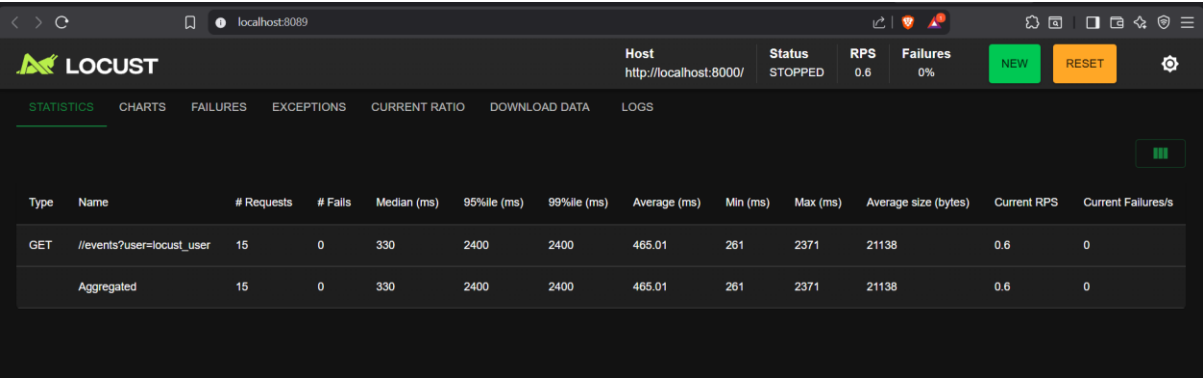 localhost:8089
LOCUST
Host
http://localhost:8000/
Status
STOPPED
RPS
0.6
Failures
0%
NEW
RESET
STATISTICS CHARTS FAILURES EXCEPTIONS CURRENT RATIO DOWNLOAD DATA LOGS
Type Name # Requests # Fails Median (ms) 95%ile (ms) 99%ile (ms) Average (ms) Min (ms) Max (ms) Average size (bytes) Current RPS Current Failures/s
GET //events?user=locust_user 15 0 330 2400 2400 465.01 261 2371 21138 0.6 0
Aggregated 15 0 330 2400 2400 465.01 261 2371 21138 0.6 0